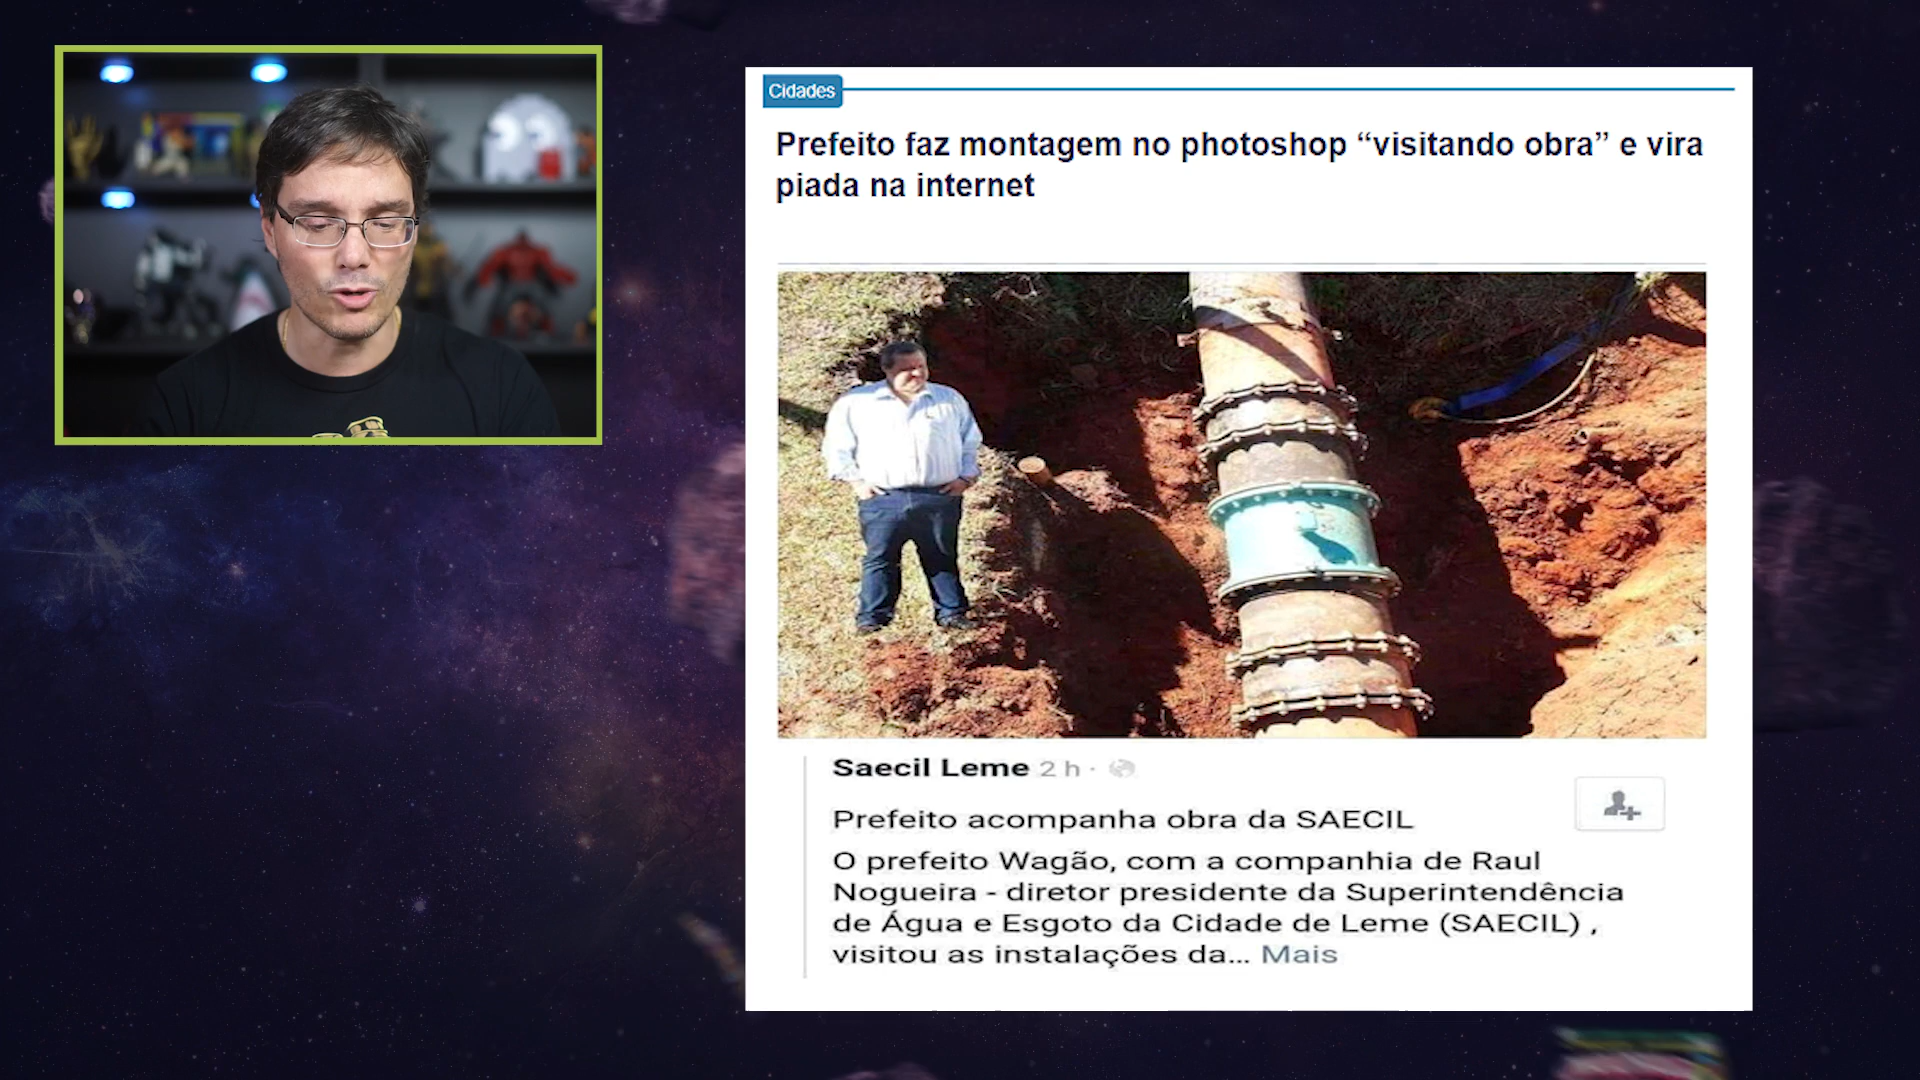 Cidades
Prefeito faz montagem no photoshop “visitando obra” e vira
piada na internet
Saecil Leme 2 h ·
Prefeito acompanha obra da SAECIL
O prefeito Wagão, com a companhia de Raul
Nogueira - diretor presidente da Superintendência
de Água e Esgoto da Cidade de Leme (SAECIL) ,
visitou as instalações da... Mais